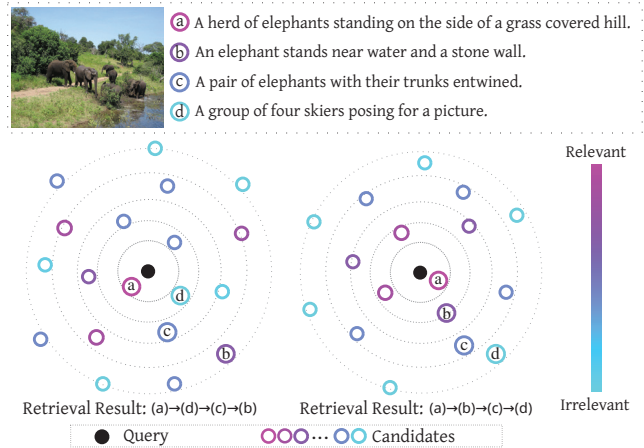 a A herd of elephants standing on the side of a grass covered hill.
b An elephant stands near water and a stone wall.
c A pair of elephants with their trunks entwined.
d A group of four skiers posing for a picture.
Relevant
a
d
c
b
a
b
c
d
Irrelevant
Retrieval Result: (a)→(d)→(c)→(b)
Retrieval Result: (a)→(b)→(c)→(d)
Query
... Candidates